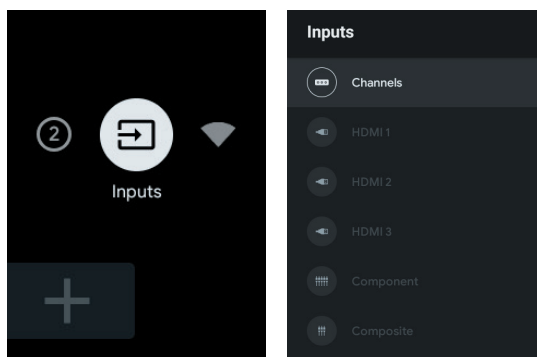 2
Inputs
Inputs
Channels
HDMI 1
HDMI 2
HDMI 3
Component
Composite